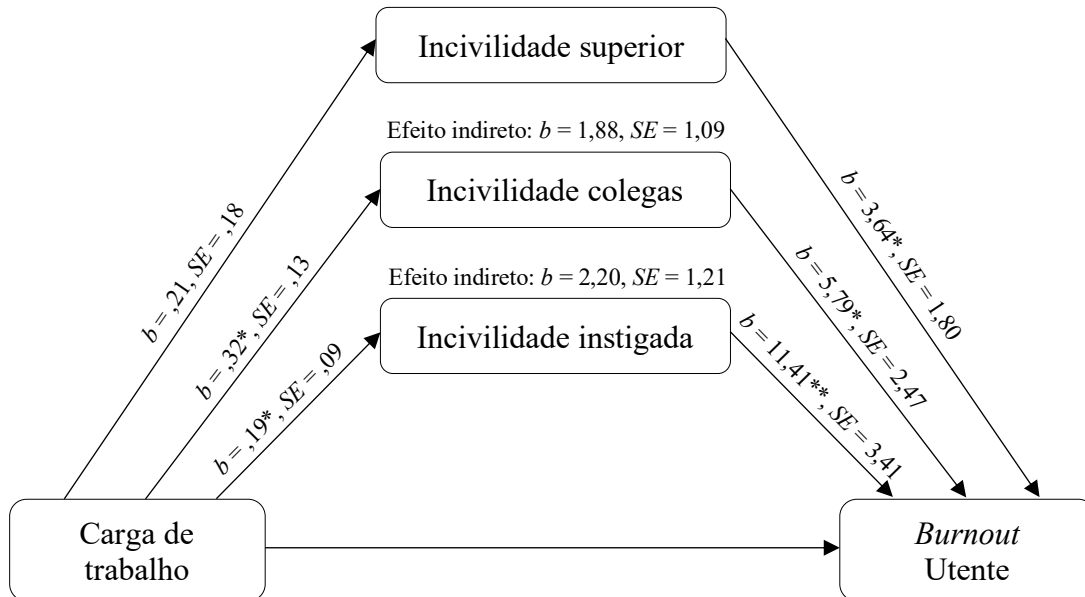 Incivilidade superior
Efeito indireto: b = 1,88, SE = 1,09
Incivilidade colegas
Efeito indireto: b = 2,20, SE = 1,21
Incivilidade instigada
b = ,21, SE = ,18
b = ,32*, SE = ,13
b = ,19*, SE = ,09
b = 3,64*, SE = 1,80
b = 5,79*, SE = 2,47
b = 11,41**, SE = 3,41
Carga de
trabalho
Burnout
Utente